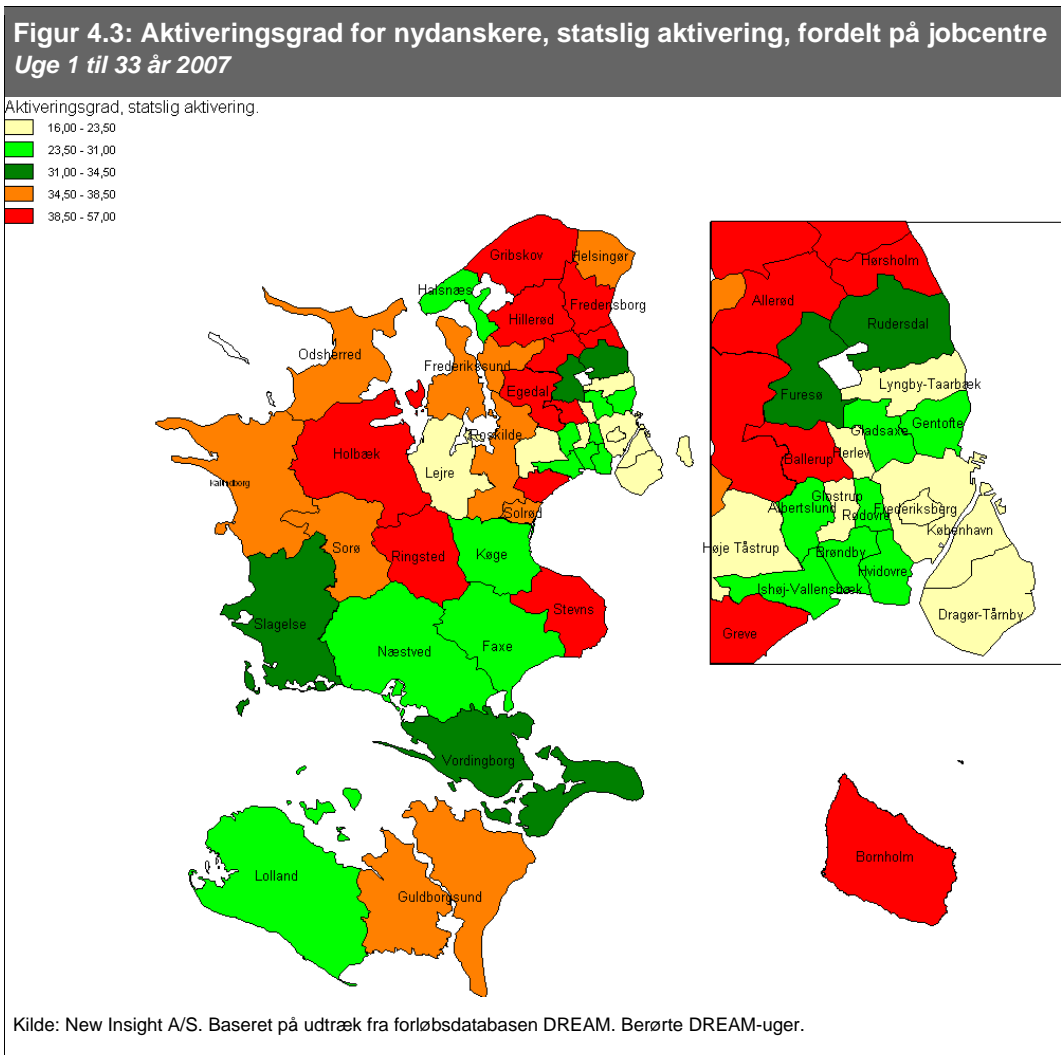 Figur 4.3: Aktiveringsgrad for nydanskere, statslig aktivering, fordelt på jobcentre
Uge 1 til 33 år 2007
Aktiveringsgrad, statslig aktivering.
16,00 - 23,50
23,50 - 31,00
31,00 - 34,50
34,50 - 38,50
38,50 - 57,00
Gribskov
Helsingør
Halsnæs
Fredensborg
Hillerød
Odsherred
Frederikssund
Egedal
Roskilde
Holbæk
Lejre
Kalundborg
Solrød
Sorø
Ringsted
Køge
Stevns
Slagelse
Næstved
Faxe
Vordingborg
Lolland
Guldborgsund
Bornholm
Hørsholm
Allerød
Rudersdal
Lyngby-Taarbæk
Furesø
Gentofte
Gladsaxe
Herlev
Ballerup
Glostrup
Albertslund
Rødovre
Frederiksberg
København
Høje Tåstrup
Brøndby
Hvidovre
Ishøj-Vallensbæk
Dragør-Tårnby
Greve
Kilde: New Insight A/S. Baseret på udtræk fra forløbsdatabasen DREAM. Berørte DREAM-uger.